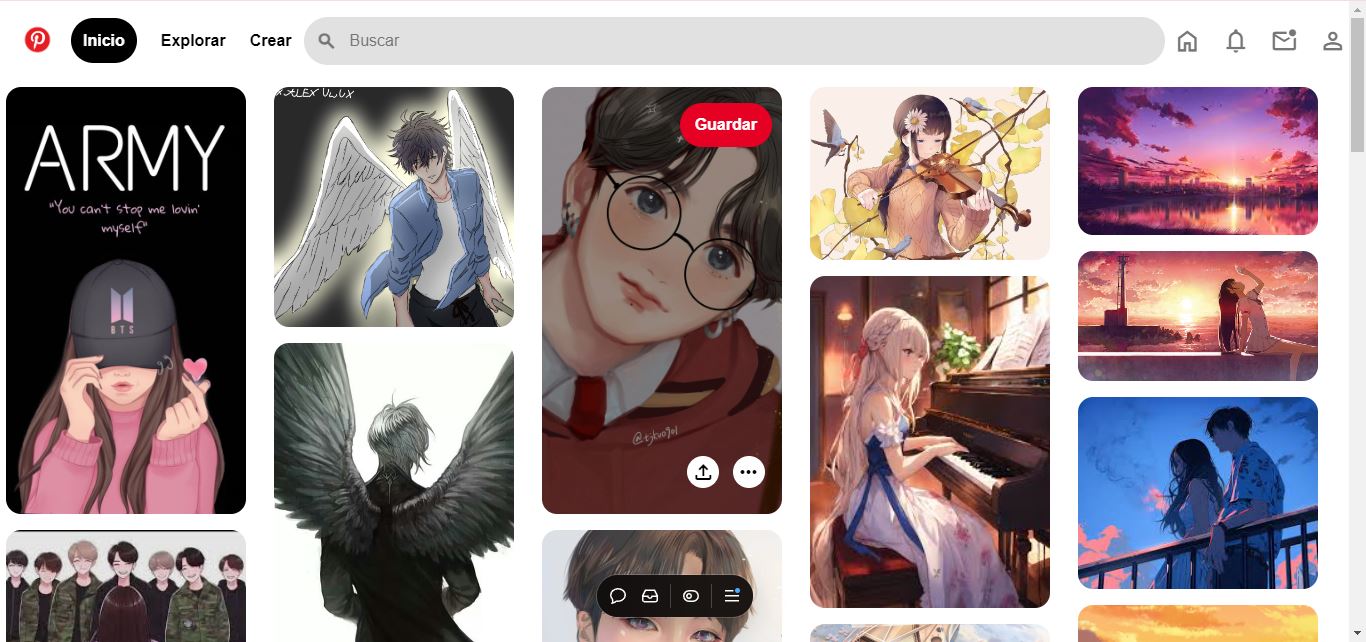 Inicio
Explorar
Crear
Buscar
ARMY
"You can't stop me lovin'
myself"
BTS
Guardar